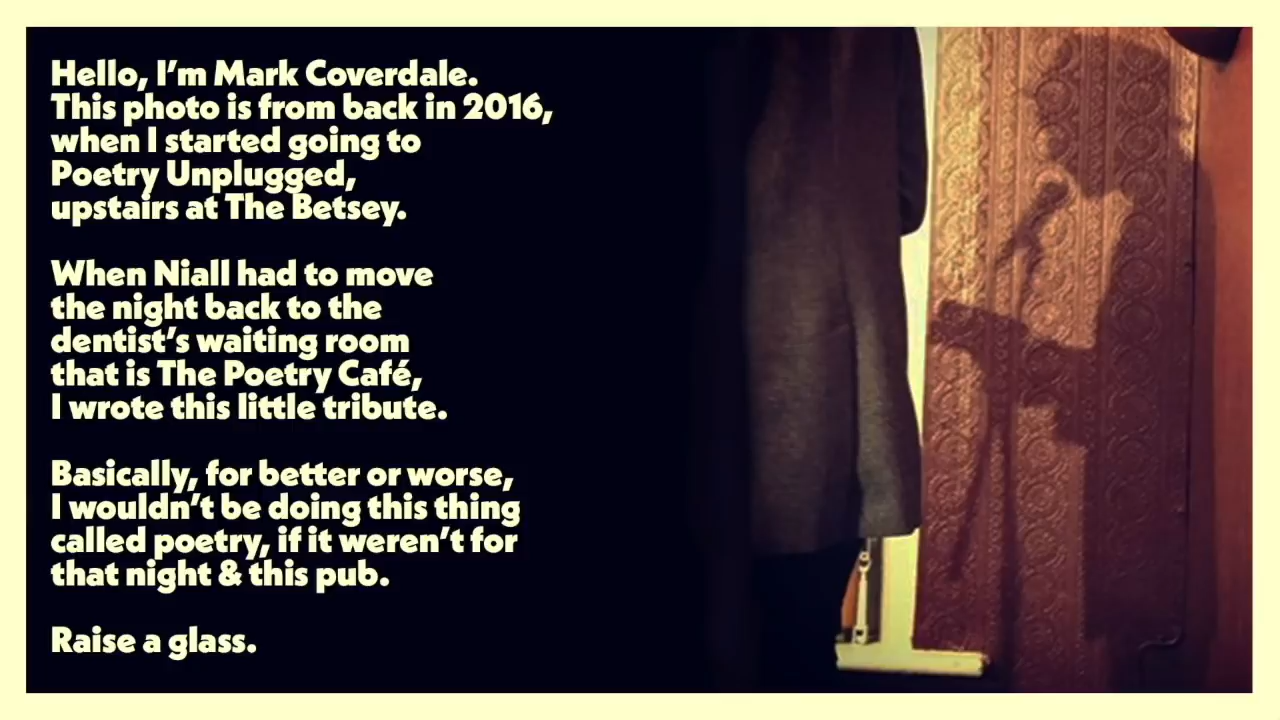 Hello, I’m Mark Coverdale.
This photo is from back in 2016,
when I started going to
Poetry Unplugged,
upstairs at The Betsey.
When Niall had to move
the night back to the
dentist’s waiting room
that is The Poetry Café,
I wrote this little tribute.
Basically, for better or worse,
I wouldn’t be doing this thing
called poetry, if it weren’t for
that night & this pub.
Raise a glass.